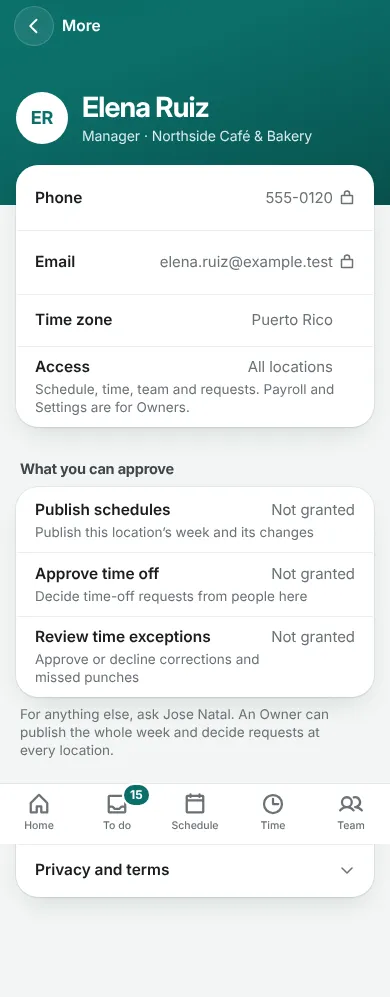 More
ER
Elena Ruiz
Manager · Northside Café & Bakery
Phone
555-0120
Email
elena.ruiz@example.test
Time zone
Puerto Rico
Access
All locations
Schedule, time, team and requests. Payroll and
Settings are for Owners.
What you can approve
Publish schedules
Not granted
Publish this location’s week and its changes
Approve time off
Not granted
Decide time-off requests from people here
Review time exceptions
Not granted
Approve or decline corrections and
missed punches
For anything else, ask Jose Natal. An Owner can
publish the whole week and decide requests at
every location.
15
Home
To do
Schedule
Time
Team
Privacy and terms